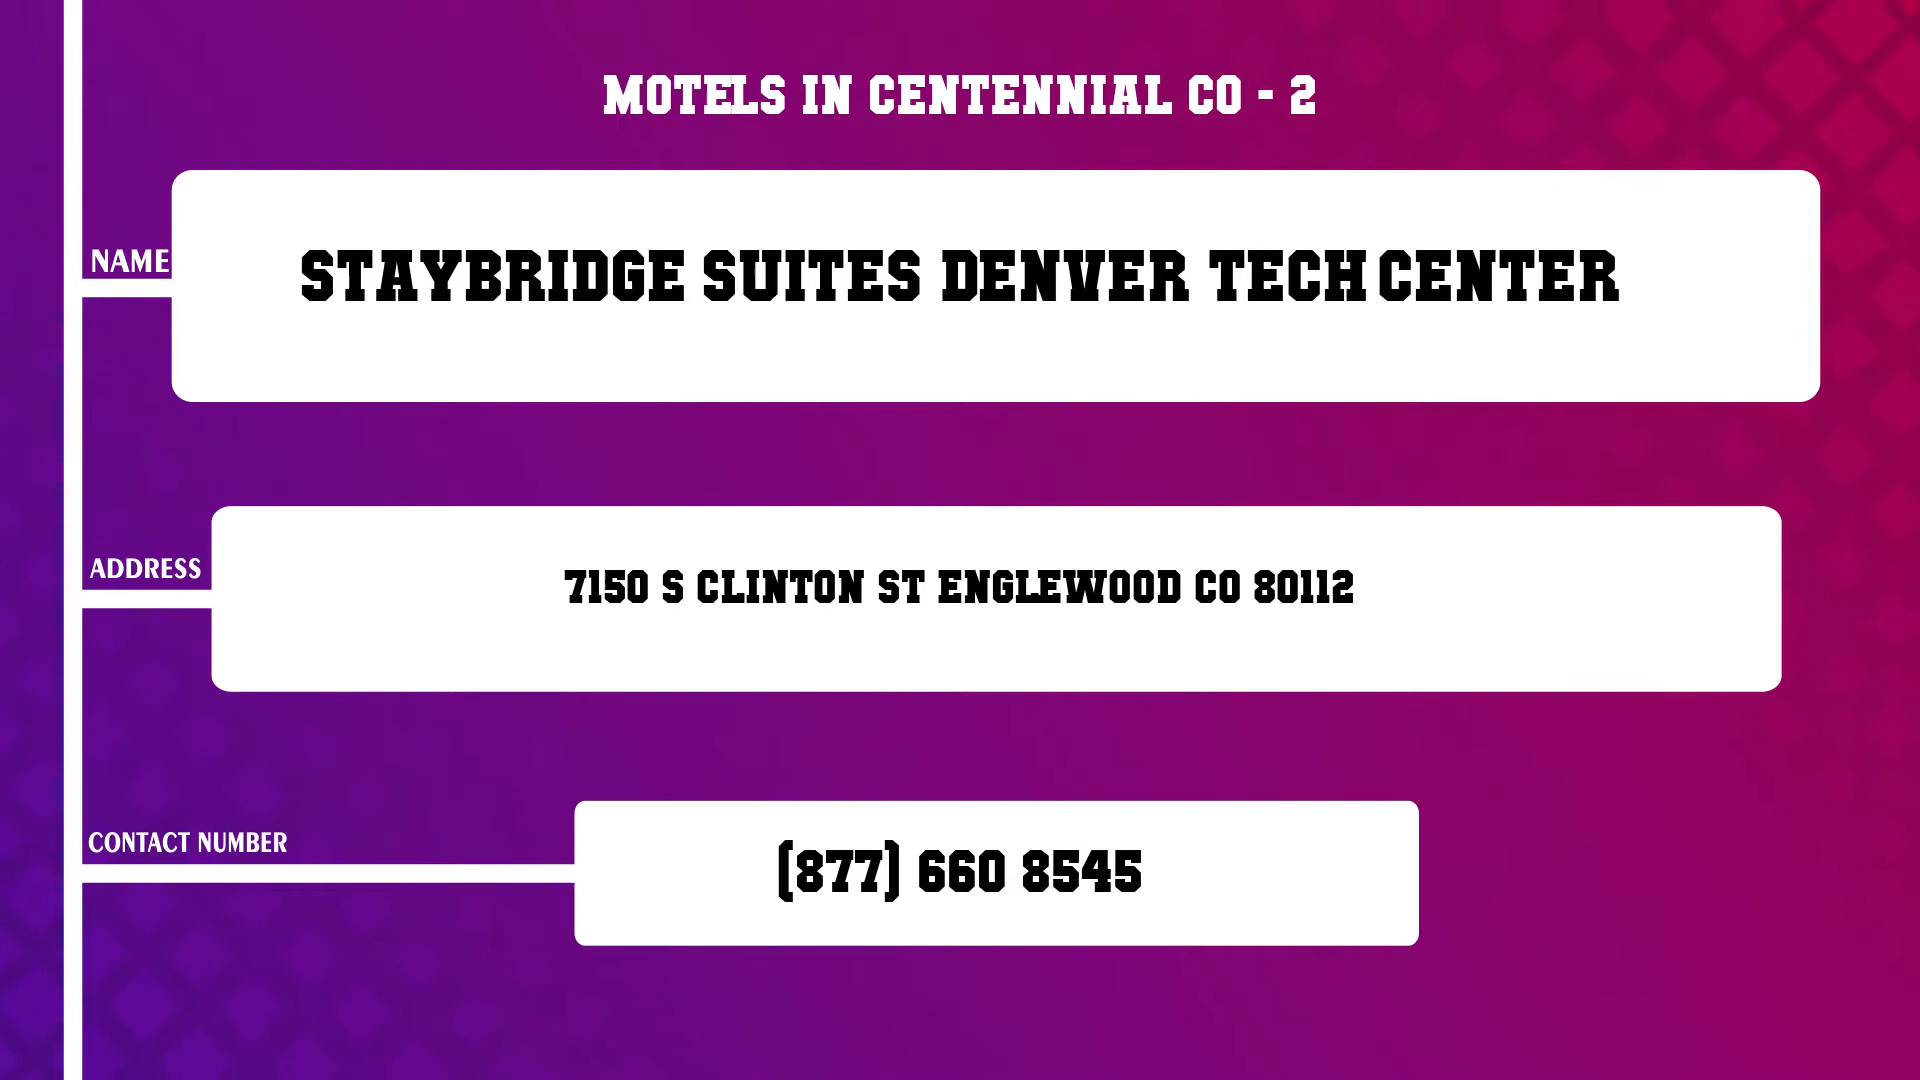 MOTELS IN CENTENNIAL CO - 2
NAME
STAYBRIDGE SUITES DENVER TECH CENTER
ADDRESS
7150 S CLINTON ST ENGLEWOOD CO 80112
CONTACT NUMBER
(877) 660 8545